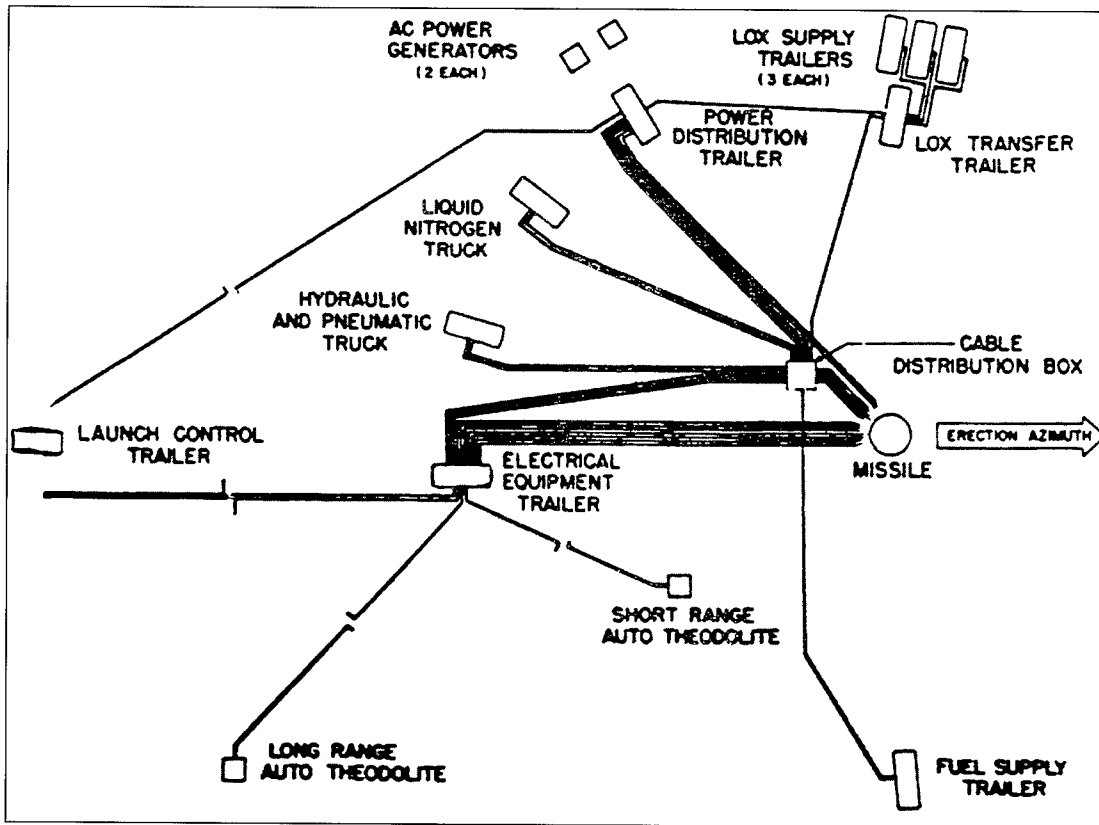 AC POWER
GENERATORS
(2 EACH)
LOX SUPPLY
TRAILERS
(3 EACH)
POWER
DISTRIBUTION
TRAILER
LOX TRANSFER
TRAILER
LIQUID
NITROGEN
TRUCK
HYDRAULIC
AND PNEUMATIC
TRUCK
CABLE
DISTRIBUTION BOX
LAUNCH CONTROL
TRAILER
ERECTION AZIMUTH
MISSILE
ELECTRICAL
EQUIPMENT
TRAILER
SHORT RANGE
AUTO THEODOLITE
LONG RANGE
AUTO THEODOLITE
FUEL SUPPLY
TRAILER